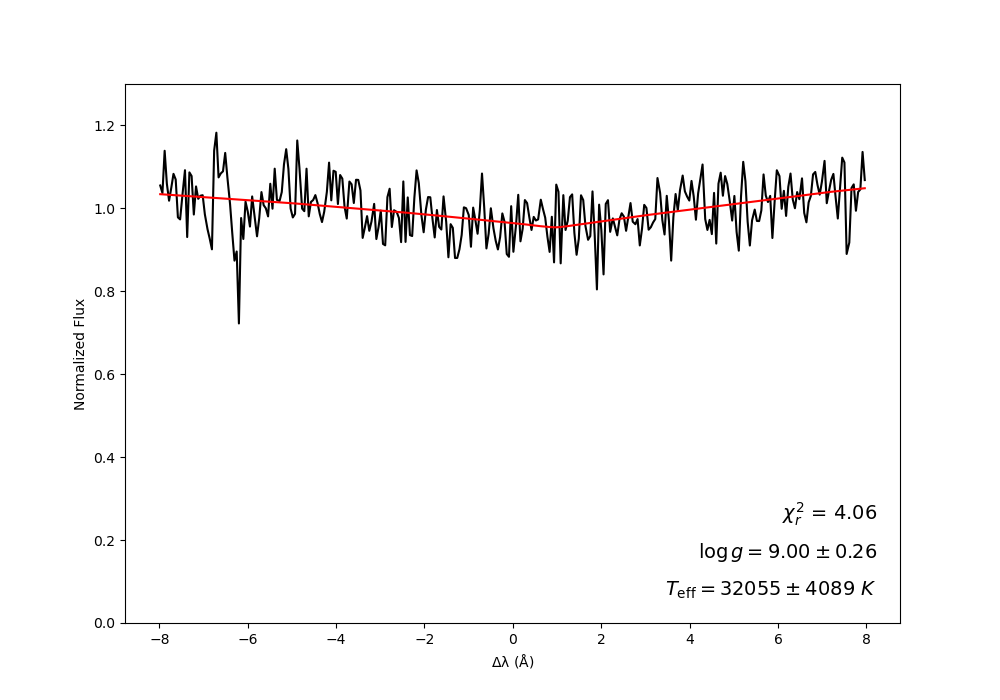 1.2
1.0
0.8
0.6
0.4
0.2
0.0
Normalized Flux
χ²ᵣ = 4.06
log g = 9.00 ± 0.26
T_eff = 32055 ± 4089 K
−8 −6 −4 −2 0 2 4 6 8
Δλ (Å)